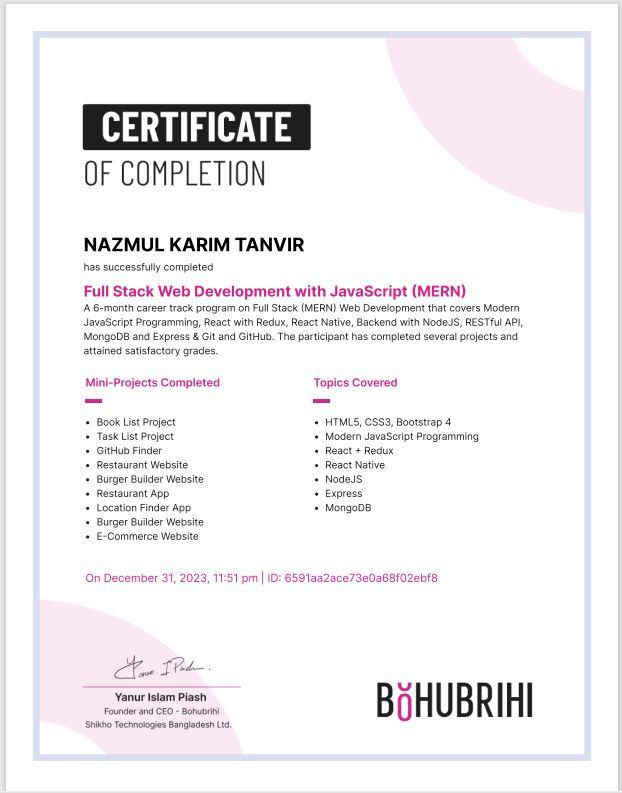 CERTIFICATE
OF COMPLETION
NAZMUL KARIM TANVIR
has successfully completed
Full Stack Web Development with JavaScript (MERN)
A 6-month career track program on Full Stack (MERN) Web Development that covers Modern
JavaScript Programming, React with Redux, React Native, Backend with NodeJS, RESTful API,
MongoDB and Express & Git and GitHub. The participant has completed several projects and
attained satisfactory grades.
Mini-Projects Completed
• Book List Project
• Task List Project
• GitHub Finder
• Restaurant Website
• Burger Builder Website
• Restaurant App
• Location Finder App
• Burger Builder Website
• E-Commerce Website
Topics Covered
• HTML5, CSS3, Bootstrap 4
• Modern JavaScript Programming
• React + Redux
• React Native
• NodeJS
• Express
• MongoDB
On December 31, 2023, 11:51 pm | ID: 6591aa2ace73e0a68f02ebf8
Yanur I. Piash.
Yanur Islam Piash
Founder and CEO - Bohubrihi
Shikho Technologies Bangladesh Ltd.
BOHUBRIHI